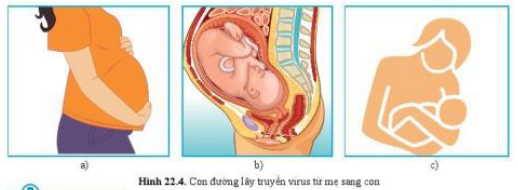 a)
b)
c)
Hình 22.4. Con đường lây truyền virus từ mẹ sang con